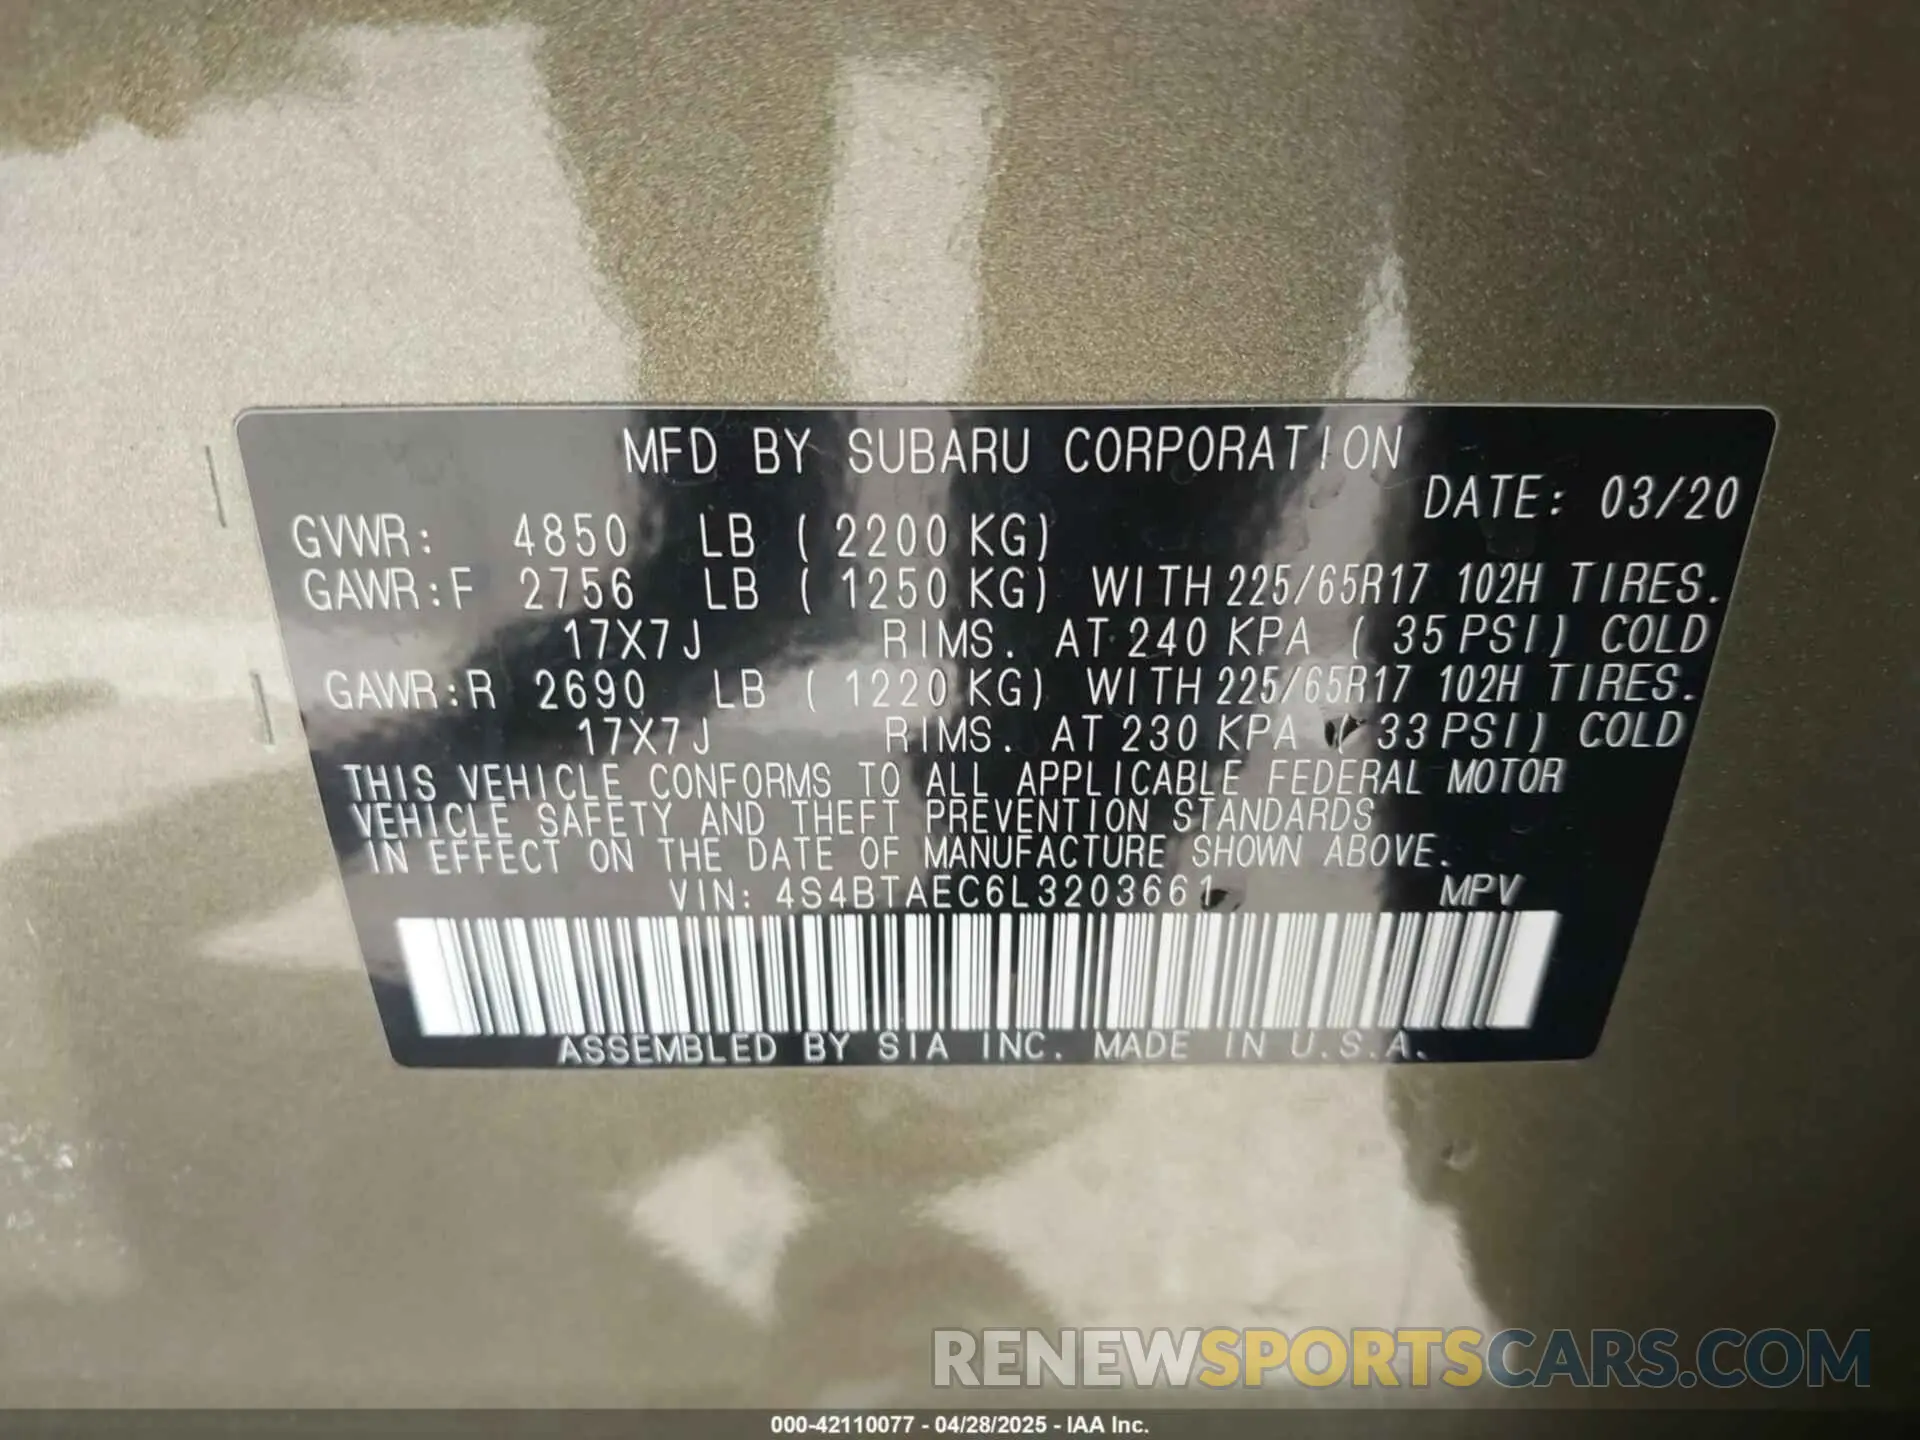 MFD BY SUBARU CORPORATION
DATE: 03/20
GVWR: 4850 LB ( 2200 KG)
GAWR:F 2756 LB ( 1250 KG) WITH 225/65R17 102H TIRES.
17X7J RIMS. AT 240 KPA ( 35 PSI) COLD
GAWR:R 2690 LB ( 1220 KG) WITH 225/65R17 102H TIRES.
17X7J RIMS. AT 230 KPA ( 33 PSI) COLD
THIS VEHICLE CONFORMS TO ALL APPLICABLE FEDERAL MOTOR
VEHICLE SAFETY AND THEFT PREVENTION STANDARDS
IN EFFECT ON THE DATE OF MANUFACTURE SHOWN ABOVE.
VIN: 4S4BTAEC6L3203661 MPV
ASSEMBLED BY SIA INC. MADE IN U.S.A.
RENEWSPORTSCARS.COM
000-42110077 - 04/28/2025 - IAA Inc.